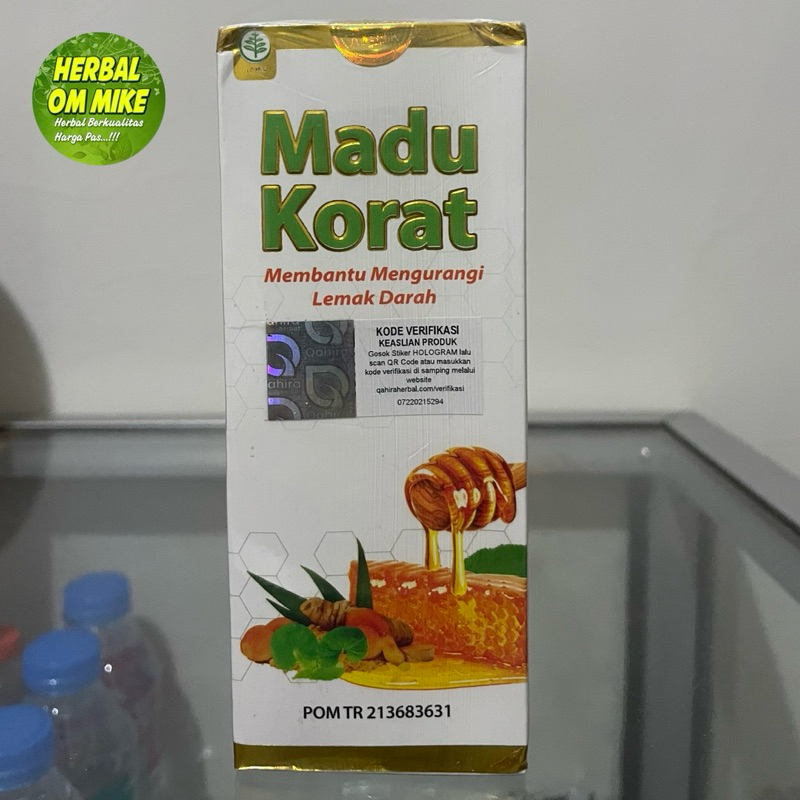 HERBAL
OM MIKE
Herbal Berkualitas
Harga Pas...!!!
Madu
Korat
Membantu Mengurangi
Lemak Darah
Qahira
KODE VERIFIKASI
KEASLIAN PRODUK
Gosok Stiker HOLOGRAM lalu
scan QR Code atau masukkan
kode verifikasi di samping melalui
website
qahiraherbal.com/verifikasi
07220215294
POM TR 213683631